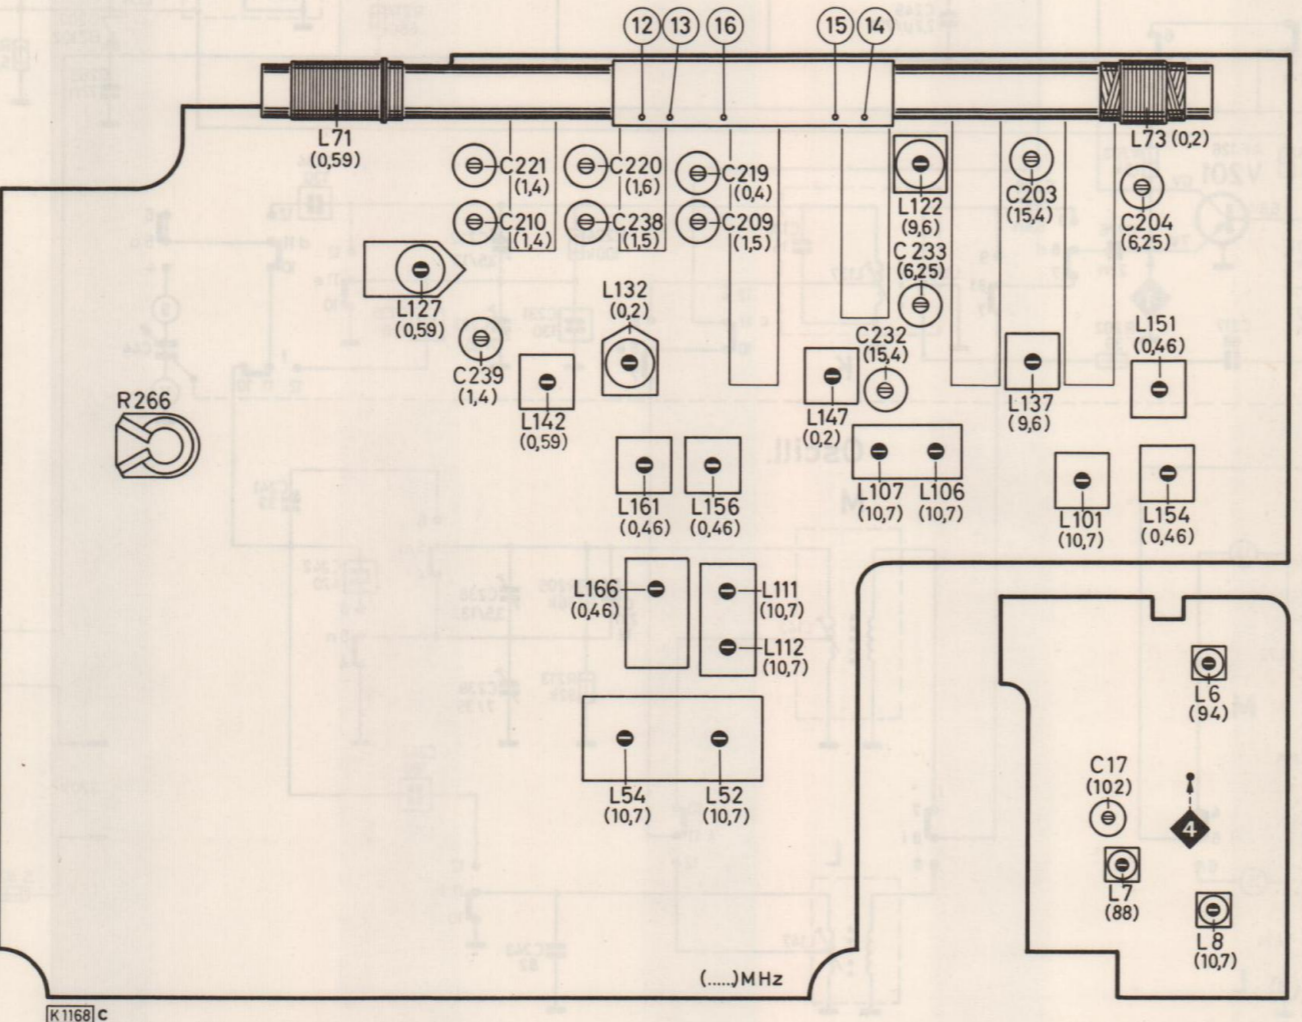 12 13 16 15 14
L71
(0,59)
L73 (0,2)
C221
(1,4)
C220
(1,6)
C219
(0,4)
L122
(9,6)
C203
(15,4)
C204
(6,25)
C210
(1,4)
C238
(1,5)
C209
(1,5)
C 233
(6,25)
L127
(0,59)
L132
(0,2)
C239
(1,4)
C232
(15,4)
L151
(0,46)
R266
L142
(0,59)
L147
(0,2)
L137
(9,6)
L161
(0,46)
L156
(0,46)
L107
(10,7)
L106
(10,7)
L101
(10,7)
L154
(0,46)
L166
(0,46)
L111
(10,7)
L112
(10,7)
L6
(94)
L54
(10,7)
L52
(10,7)
C17
(102)
4
L7
(88)
L8
(10,7)
(.....)MHz
K1168 C